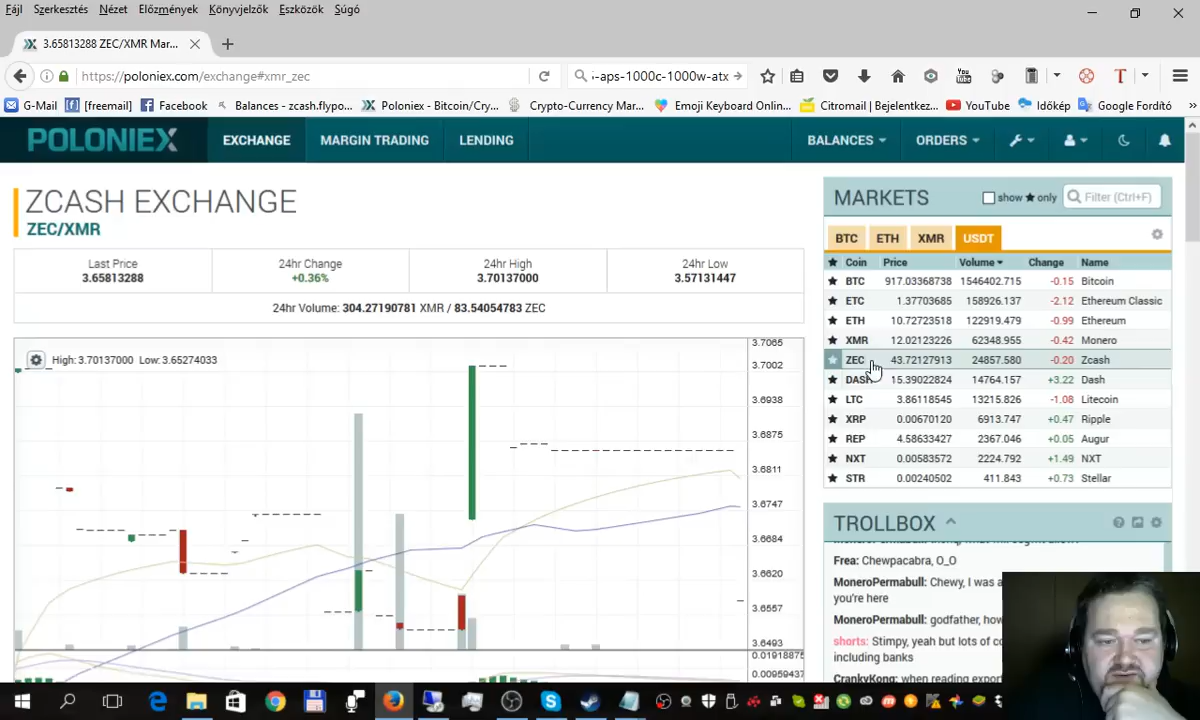 Fájl Szerkesztés Nézet Előzmények Könyvjelzők Eszközök Súgó
3.65813288 ZEC/XMR Mar...
https://poloniex.com/exchange#xmr_zec
-aps-1000c-1000w-atx
G-Mail [freemail] Facebook Balances - zcash.flypo... Poloniex - Bitcoin/Cry... Crypto-Currency Mar... Emoji Keyboard Onlin... Citromail | Bejelentkez... YouTube Időkép Google Fordító
POLONIEX EXCHANGE MARGIN TRADING LENDING BALANCES ORDERS
ZCASH EXCHANGE
ZEC/XMR
Last Price 24hr Change 24hr High 24hr Low
3.65813288 +0.36% 3.70137000 3.57131447
24hr Volume: 304.27190781 XMR / 83.54054783 ZEC
High: 3.70137000 Low: 3.65274033
3.7065
3.7002
3.6938
3.6875
3.6811
3.6747
3.6684
3.6620
3.6557
3.6493
0.01918875
0.00959437
MARKETS show ★ only Filter (Ctrl+F)
BTC ETH XMR USDT
★ Coin Price Volume Change Name
★ BTC 917.03368738 1546402.715 -0.15 Bitcoin
★ ETC 1.37703685 158926.137 -2.12 Ethereum Classic
★ ETH 10.72723518 122919.479 -0.99 Ethereum
★ XMR 12.02123226 62348.955 -0.42 Monero
★ ZEC 43.72127913 24857.580 -0.20 Zcash
★ DASH 15.39022824 14764.157 +3.22 Dash
★ LTC 3.86118545 13215.826 -1.08 Litecoin
★ XRP 0.00670120 6913.747 +0.47 Ripple
★ REP 4.58633427 2367.046 +0.05 Augur
★ NXT 0.00583572 2224.792 +1.49 NXT
★ STR 0.00240502 411.843 +0.73 Stellar
TROLLBOX
Frea: Chewpacabra, O_O
MoneroPermabull: Chewy, I was a
you're here
MoneroPermabull: godfather, how
shorts: Stimpy, yeah but lots of co
including banks
CrankyKong: when reading export